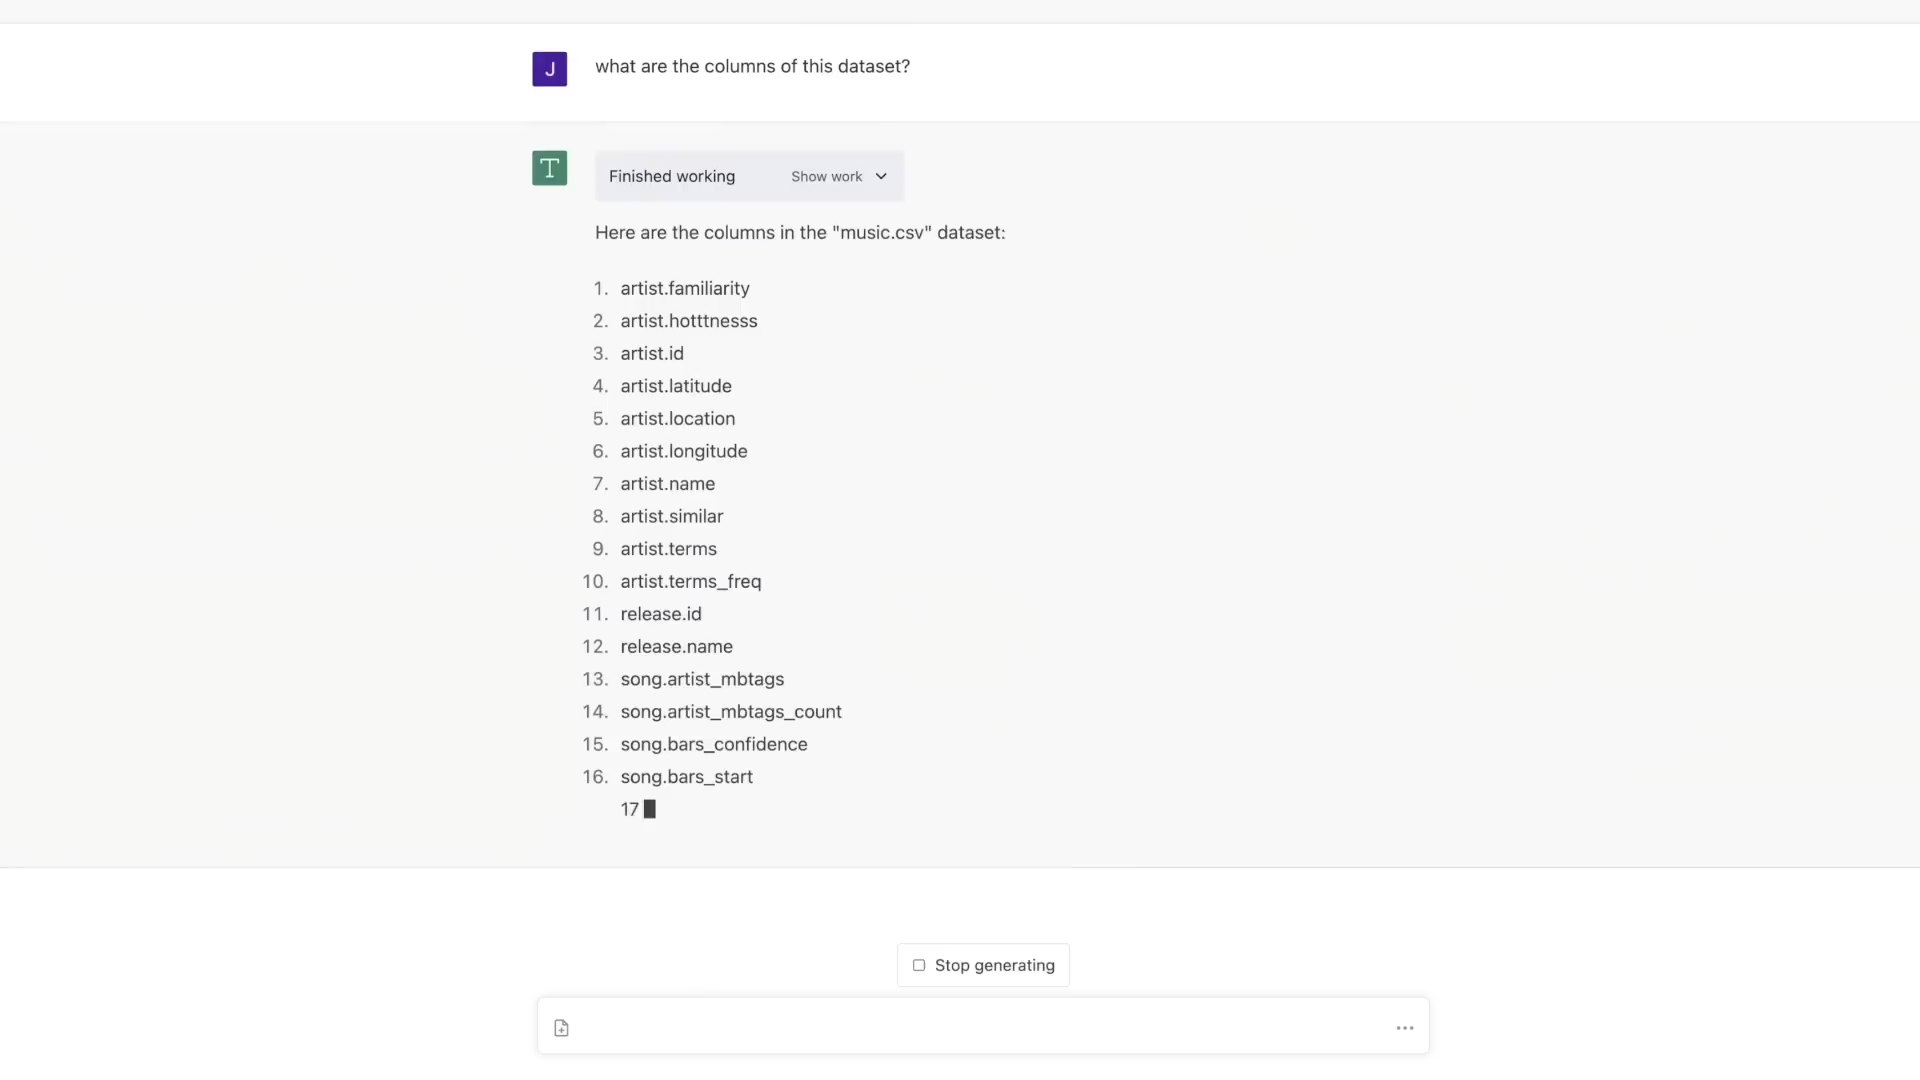 J
what are the columns of this dataset?
T
Finished working Show work
Here are the columns in the "music.csv" dataset:
1. artist.familiarity
2. artist.hotttnesss
3. artist.id
4. artist.latitude
5. artist.location
6. artist.longitude
7. artist.name
8. artist.similar
9. artist.terms
10. artist.terms_freq
11. release.id
12. release.name
13. song.artist_mbtags
14. song.artist_mbtags_count
15. song.bars_confidence
16. song.bars_start
17
Stop generating